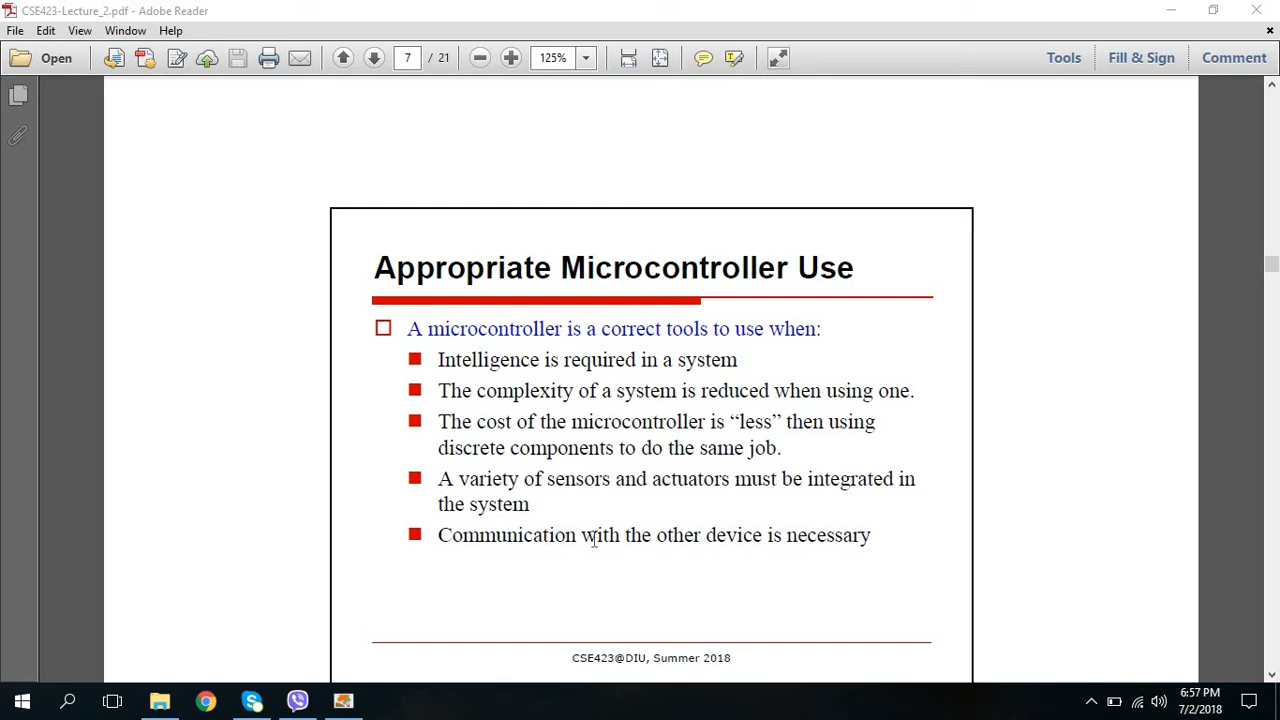 CSE423-Lecture_2.pdf - Adobe Reader
File Edit View Window Help
Open 7 / 21 125% Tools Fill & Sign Comment
Appropriate Microcontroller Use
A microcontroller is a correct tools to use when:
Intelligence is required in a system
The complexity of a system is reduced when using one.
The cost of the microcontroller is “less” then using
discrete components to do the same job.
A variety of sensors and actuators must be integrated in
the system
Communication with the other device is necessary
CSE423@DIU, Summer 2018
6:57 PM
7/2/2018